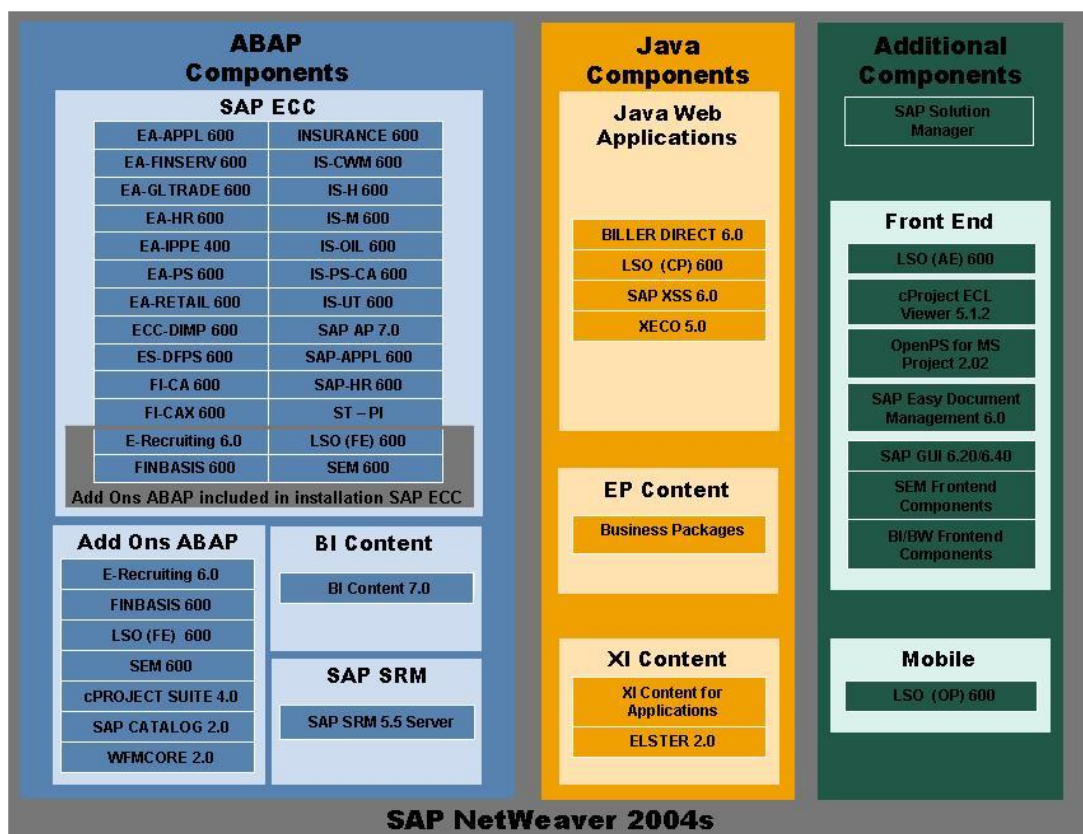 ABAP
Components
SAP ECC
EA-APPL 600
INSURANCE 600
EA-FINSERV 600
IS-CWM 600
EA-GLTRADE 600
IS-H 600
EA-HR 600
IS-M 600
EA-IPPE 400
IS-OIL 600
EA-PS 600
IS-PS-CA 600
EA-RETAIL 600
IS-UT 600
ECC-DIMP 600
SAP AP 7.0
ES-DFPS 600
SAP-APPL 600
FI-CA 600
SAP-HR 600
FI-CAX 600
ST – PI
E-Recruiting 6.0
LSO (FE) 600
FINBASIS 600
SEM 600
Add Ons ABAP included in installation SAP ECC
Add Ons ABAP
E-Recruiting 6.0
FINBASIS 600
LSO (FE) 600
SEM 600
cPROJECT SUITE 4.0
SAP CATALOG 2.0
WFMCORE 2.0
BI Content
BI Content 7.0
SAP SRM
SAP SRM 5.5 Server
Java
Components
Java Web
Applications
BILLER DIRECT 6.0
LSO (CP) 600
SAP XSS 6.0
XECO 5.0
EP Content
Business Packages
XI Content
XI Content for
Applications
ELSTER 2.0
Additional
Components
SAP Solution
Manager
Front End
LSO (AE) 600
cProject ECL
Viewer 5.1.2
OpenPS for MS
Project 2.02
SAP Easy Document
Management 6.0
SAP GUI 6.20/6.40
SEM Frontend
Components
BI/BW Frontend
Components
Mobile
LSO (OP) 600
SAP NetWeaver 2004s